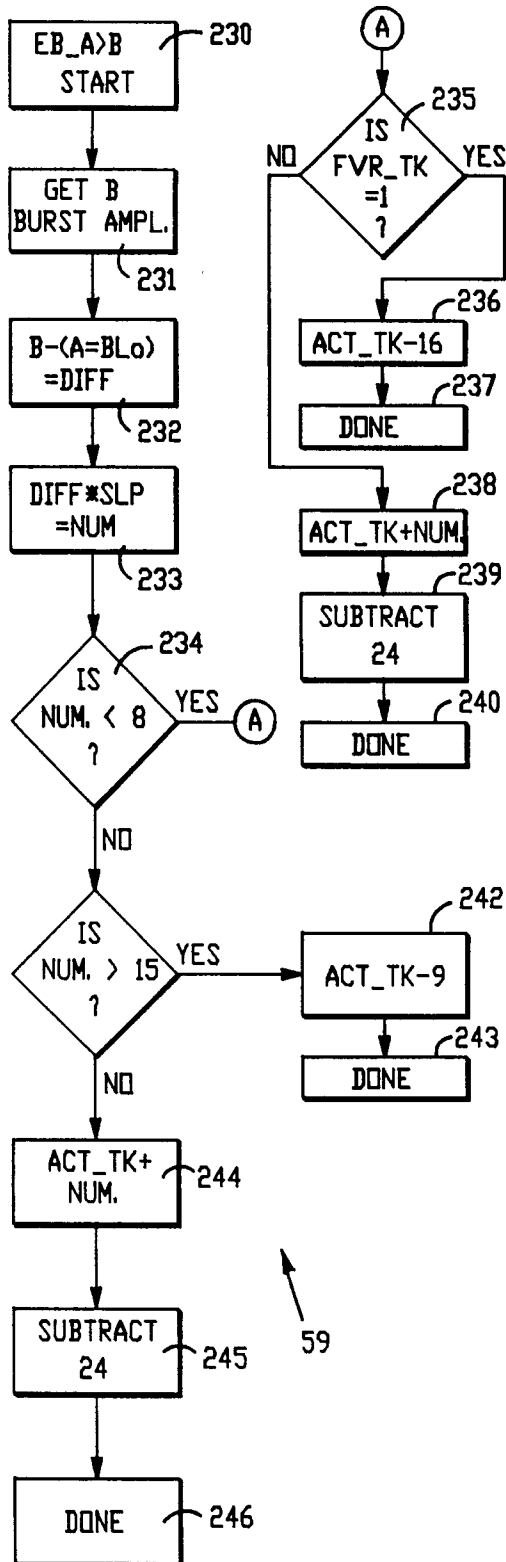 EB_A>B
START
230
GET B
BURST AMPL.
231
B-(A=BLo)
=DIFF
232
DIFF*SLP
=NUM
233
IS
NUM. < 8
?
234
YES
A
NO
IS
NUM. > 15
?
YES
NO
ACT_TK-9
242
DONE
243
ACT_TK+
NUM.
244
SUBTRACT
24
245
DONE
246
A
IS
FVR_TK
=1
?
235
NO
YES
236
ACT_TK-16
237
DONE
238
ACT_TK+NUM.
239
SUBTRACT
24
240
DONE
59